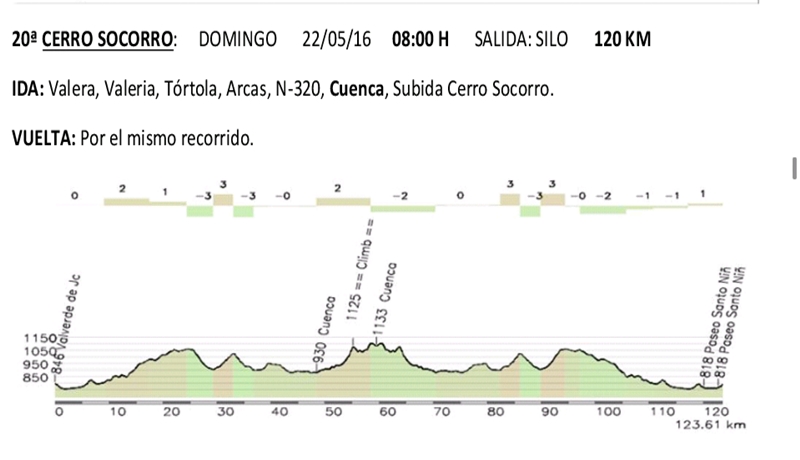 20ª CERRO SOCORRO: DOMINGO 22/05/16 08:00 H SALIDA: SILO 120 KM
IDA: Valera, Valeria, Tórtola, Arcas, N-320, Cuenca, Subida Cerro Socorro.
VUELTA: Por el mismo recorrido.
0 2 1 -3 3 -3 -0 2 -2 0 3 -3 3 -0 -2 -1 -1 1
846 Valverde de Jc
930 Cuenca
1125 == Climb ==
1133 Cuenca
818 Paseo Santo Niñ
818 Paseo Santo Niñ
1150
1050
950
850
0 10 20 30 40 50 60 70 80 90 100 110 120
123.61 km